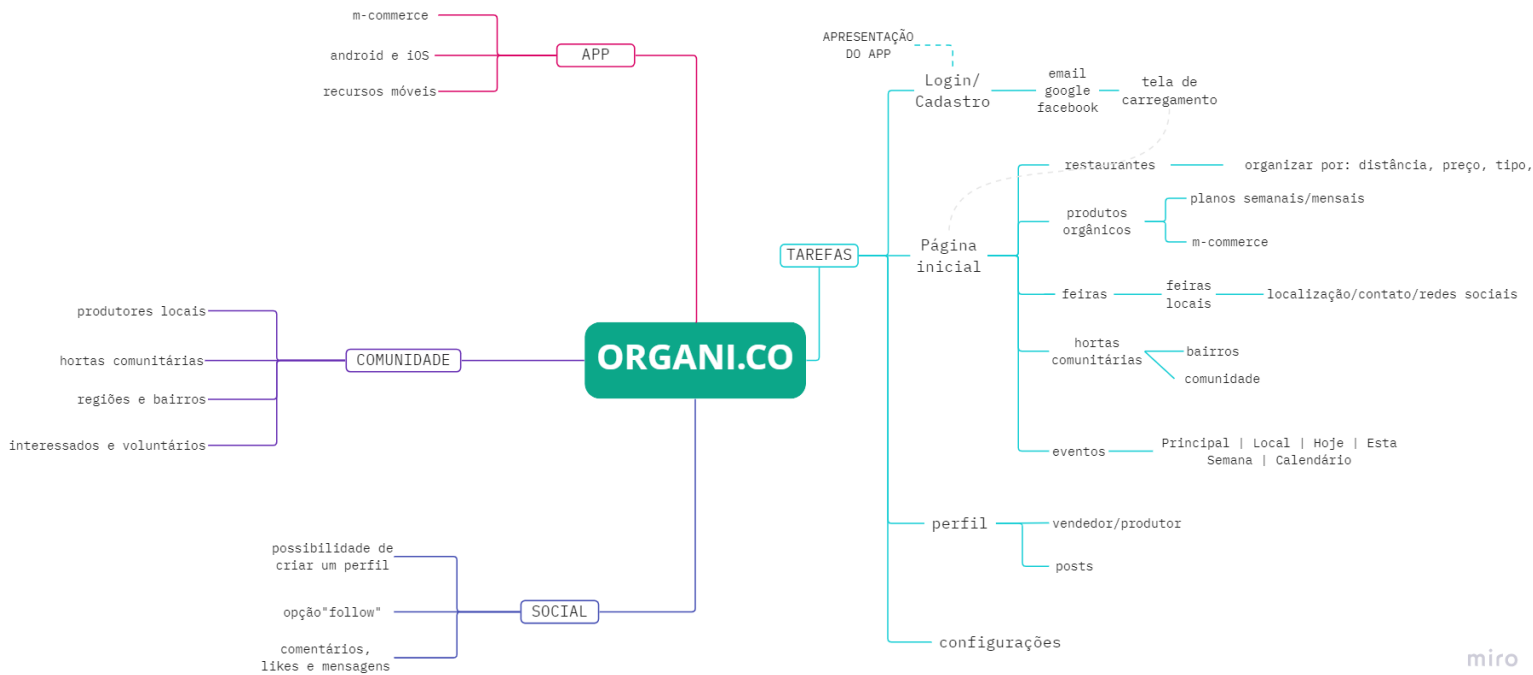 m-commerce
android e iOS
recursos móveis
APP
APRESENTAÇÃO
DO APP
Login/
Cadastro
email
google
facebook
tela de
carregamento
restaurantes
organizar por: distância, preço, tipo,
produtos
orgânicos
planos semanais/mensais
m-commerce
TAREFAS
Página
inicial
feiras
feiras
locais
localização/contato/redes sociais
hortas
comunitárias
bairros
comunidade
eventos
Principal | Local | Hoje | Esta
Semana | Calendário
perfil
vendedor/produtor
posts
configurações
ORGANI.CO
COMUNIDADE
produtores locais
hortas comunitárias
regiões e bairros
interessados e voluntários
SOCIAL
possibilidade de
criar um perfil
opção"follow"
comentários,
likes e mensagens
miro